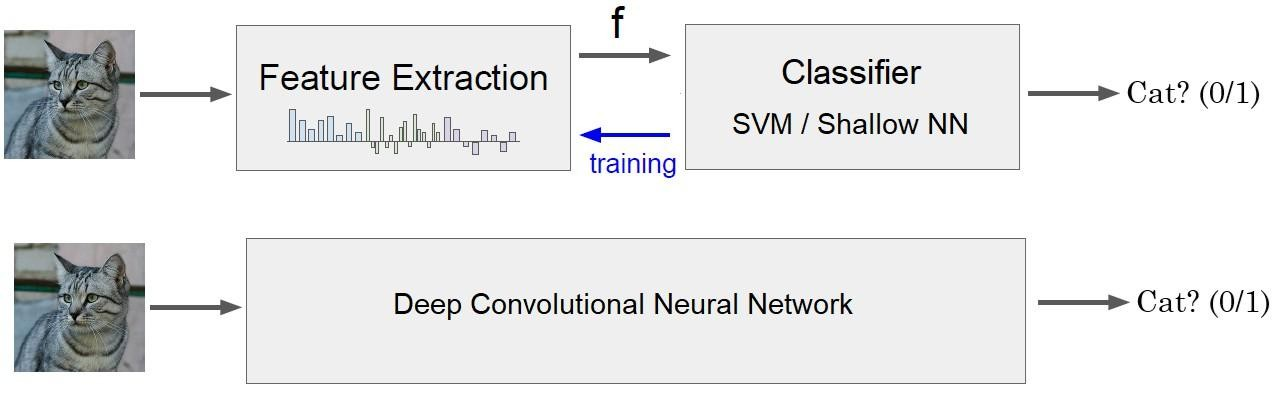 f
Feature Extraction
Classifier
SVM / Shallow NN
training
Cat? (0/1)
Deep Convolutional Neural Network
Cat? (0/1)